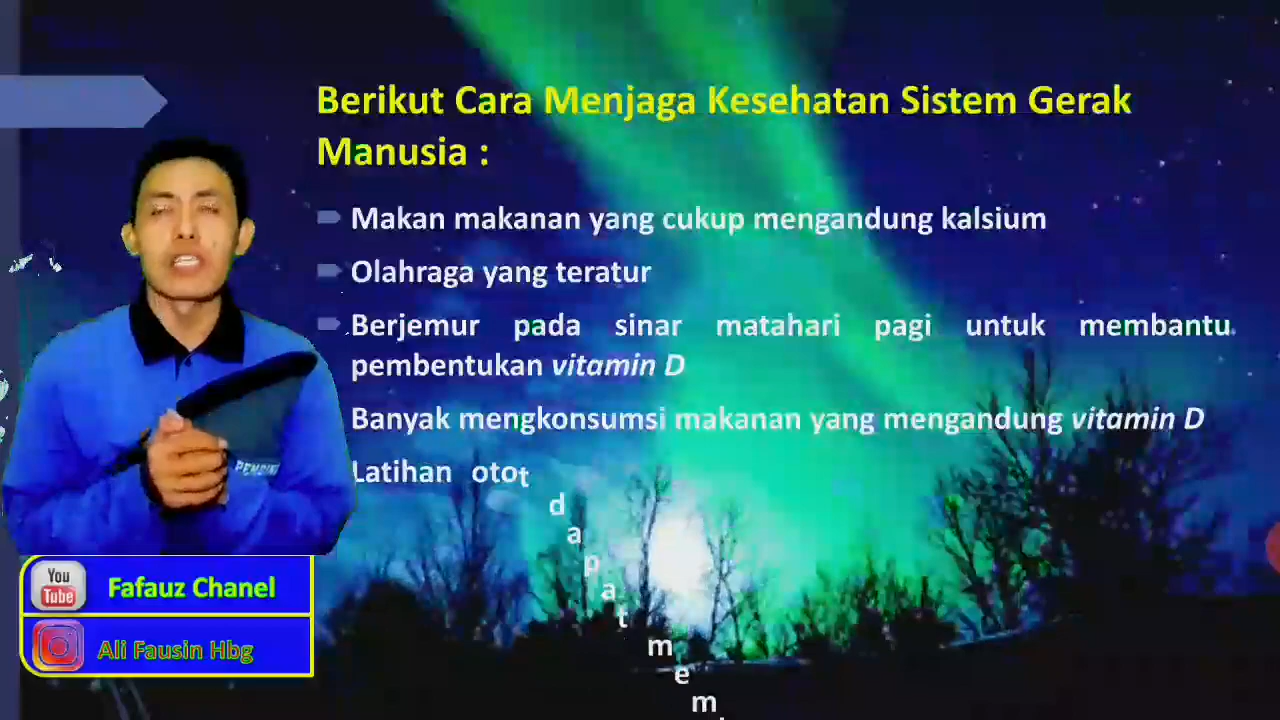 Berikut Cara Menjaga Kesehatan Sistem Gerak
Manusia :
Makan makanan yang cukup mengandung kalsium
Olahraga yang teratur
Berjemur pada sinar matahari pagi untuk membantu
pembentukan vitamin D
Banyak mengkonsumsi makanan yang mengandung vitamin D
Latihan otot dapat mem
You
Tube
Fafauz Chanel
Ali Fausin Hbg